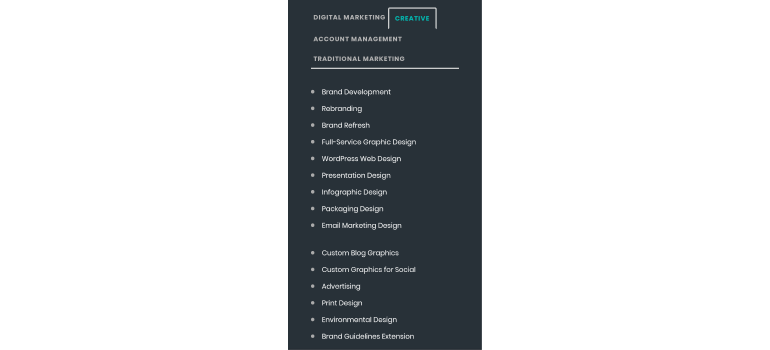 DIGITAL MARKETING CREATIVE
ACCOUNT MANAGEMENT
TRADITIONAL MARKETING
Brand Development
Rebranding
Brand Refresh
Full-Service Graphic Design
WordPress Web Design
Presentation Design
Infographic Design
Packaging Design
Email Marketing Design
Custom Blog Graphics
Custom Graphics for Social
Advertising
Print Design
Environmental Design
Brand Guidelines Extension